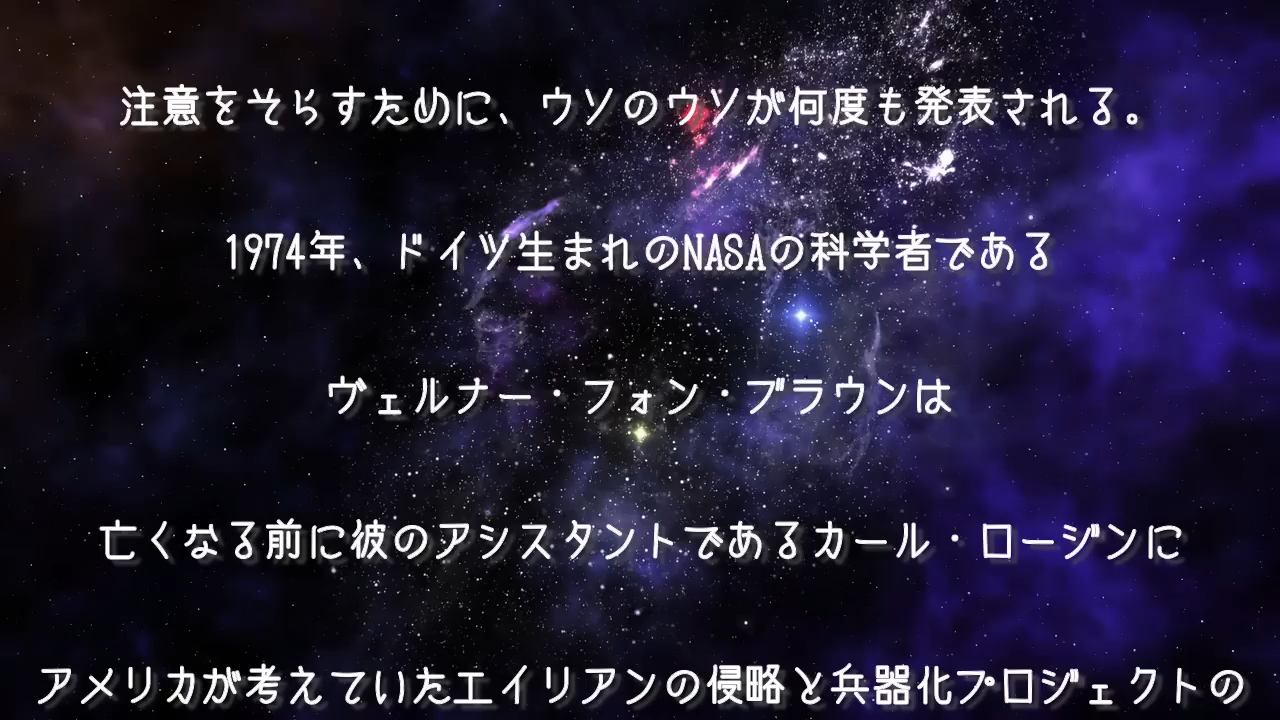 注意をそらすために、ウソのウソが何度も発表される。
1974年、ドイツ生まれのNASAの科学者である
ヴェルナー・フォン・ブラウンは
亡くなる前に彼のアシスタントであるカール・ロージンに
アメリカが考えていたエイリアンの侵略と兵器化プロジェクトの